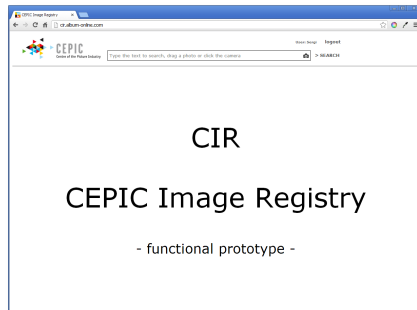 CEPIC Image Registry
cir.album-online.com
logout
CEPIC
Centre of the Picture Industry
Type the text to search, drag a photo or click the camera
> SEARCH
CIR
CEPIC Image Registry
- functional prototype -